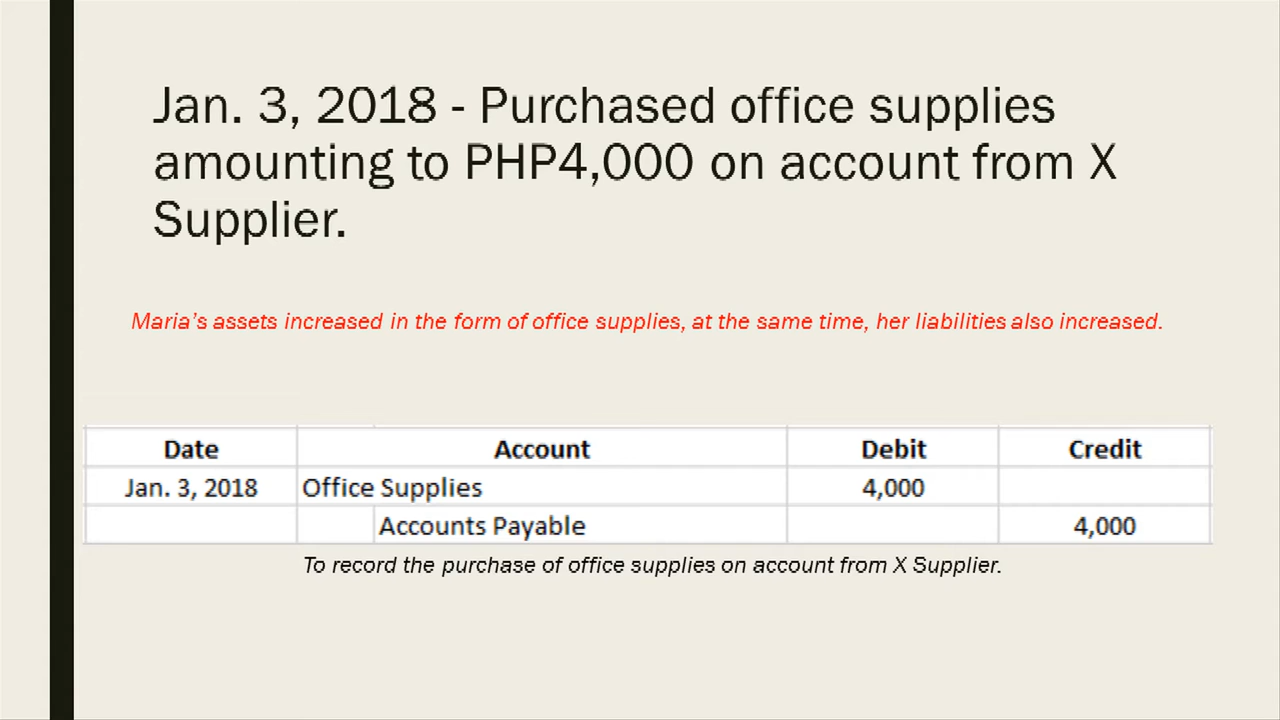 Jan. 3, 2018 - Purchased office supplies
amounting to PHP4,000 on account from X
Supplier.
Maria's assets increased in the form of office supplies, at the same time, her liabilities also increased.
Date Account Debit Credit
Jan. 3, 2018 Office Supplies 4,000
Accounts Payable 4,000
To record the purchase of office supplies on account from X Supplier.